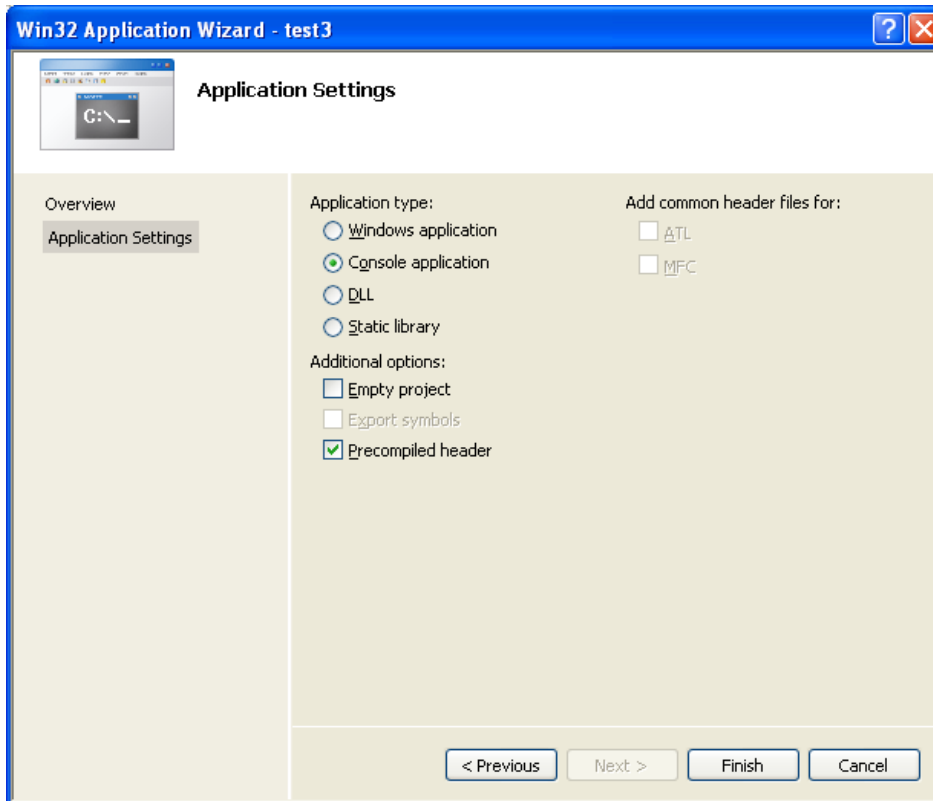 Win32 Application Wizard - test3
C:\_
Application Settings
Overview
Application Settings
Application type:
Windows application
Console application
DLL
Static library
Additional options:
Empty project
Export symbols
Precompiled header
Add common header files for:
ATL
MFC
< Previous
Next >
Finish
Cancel